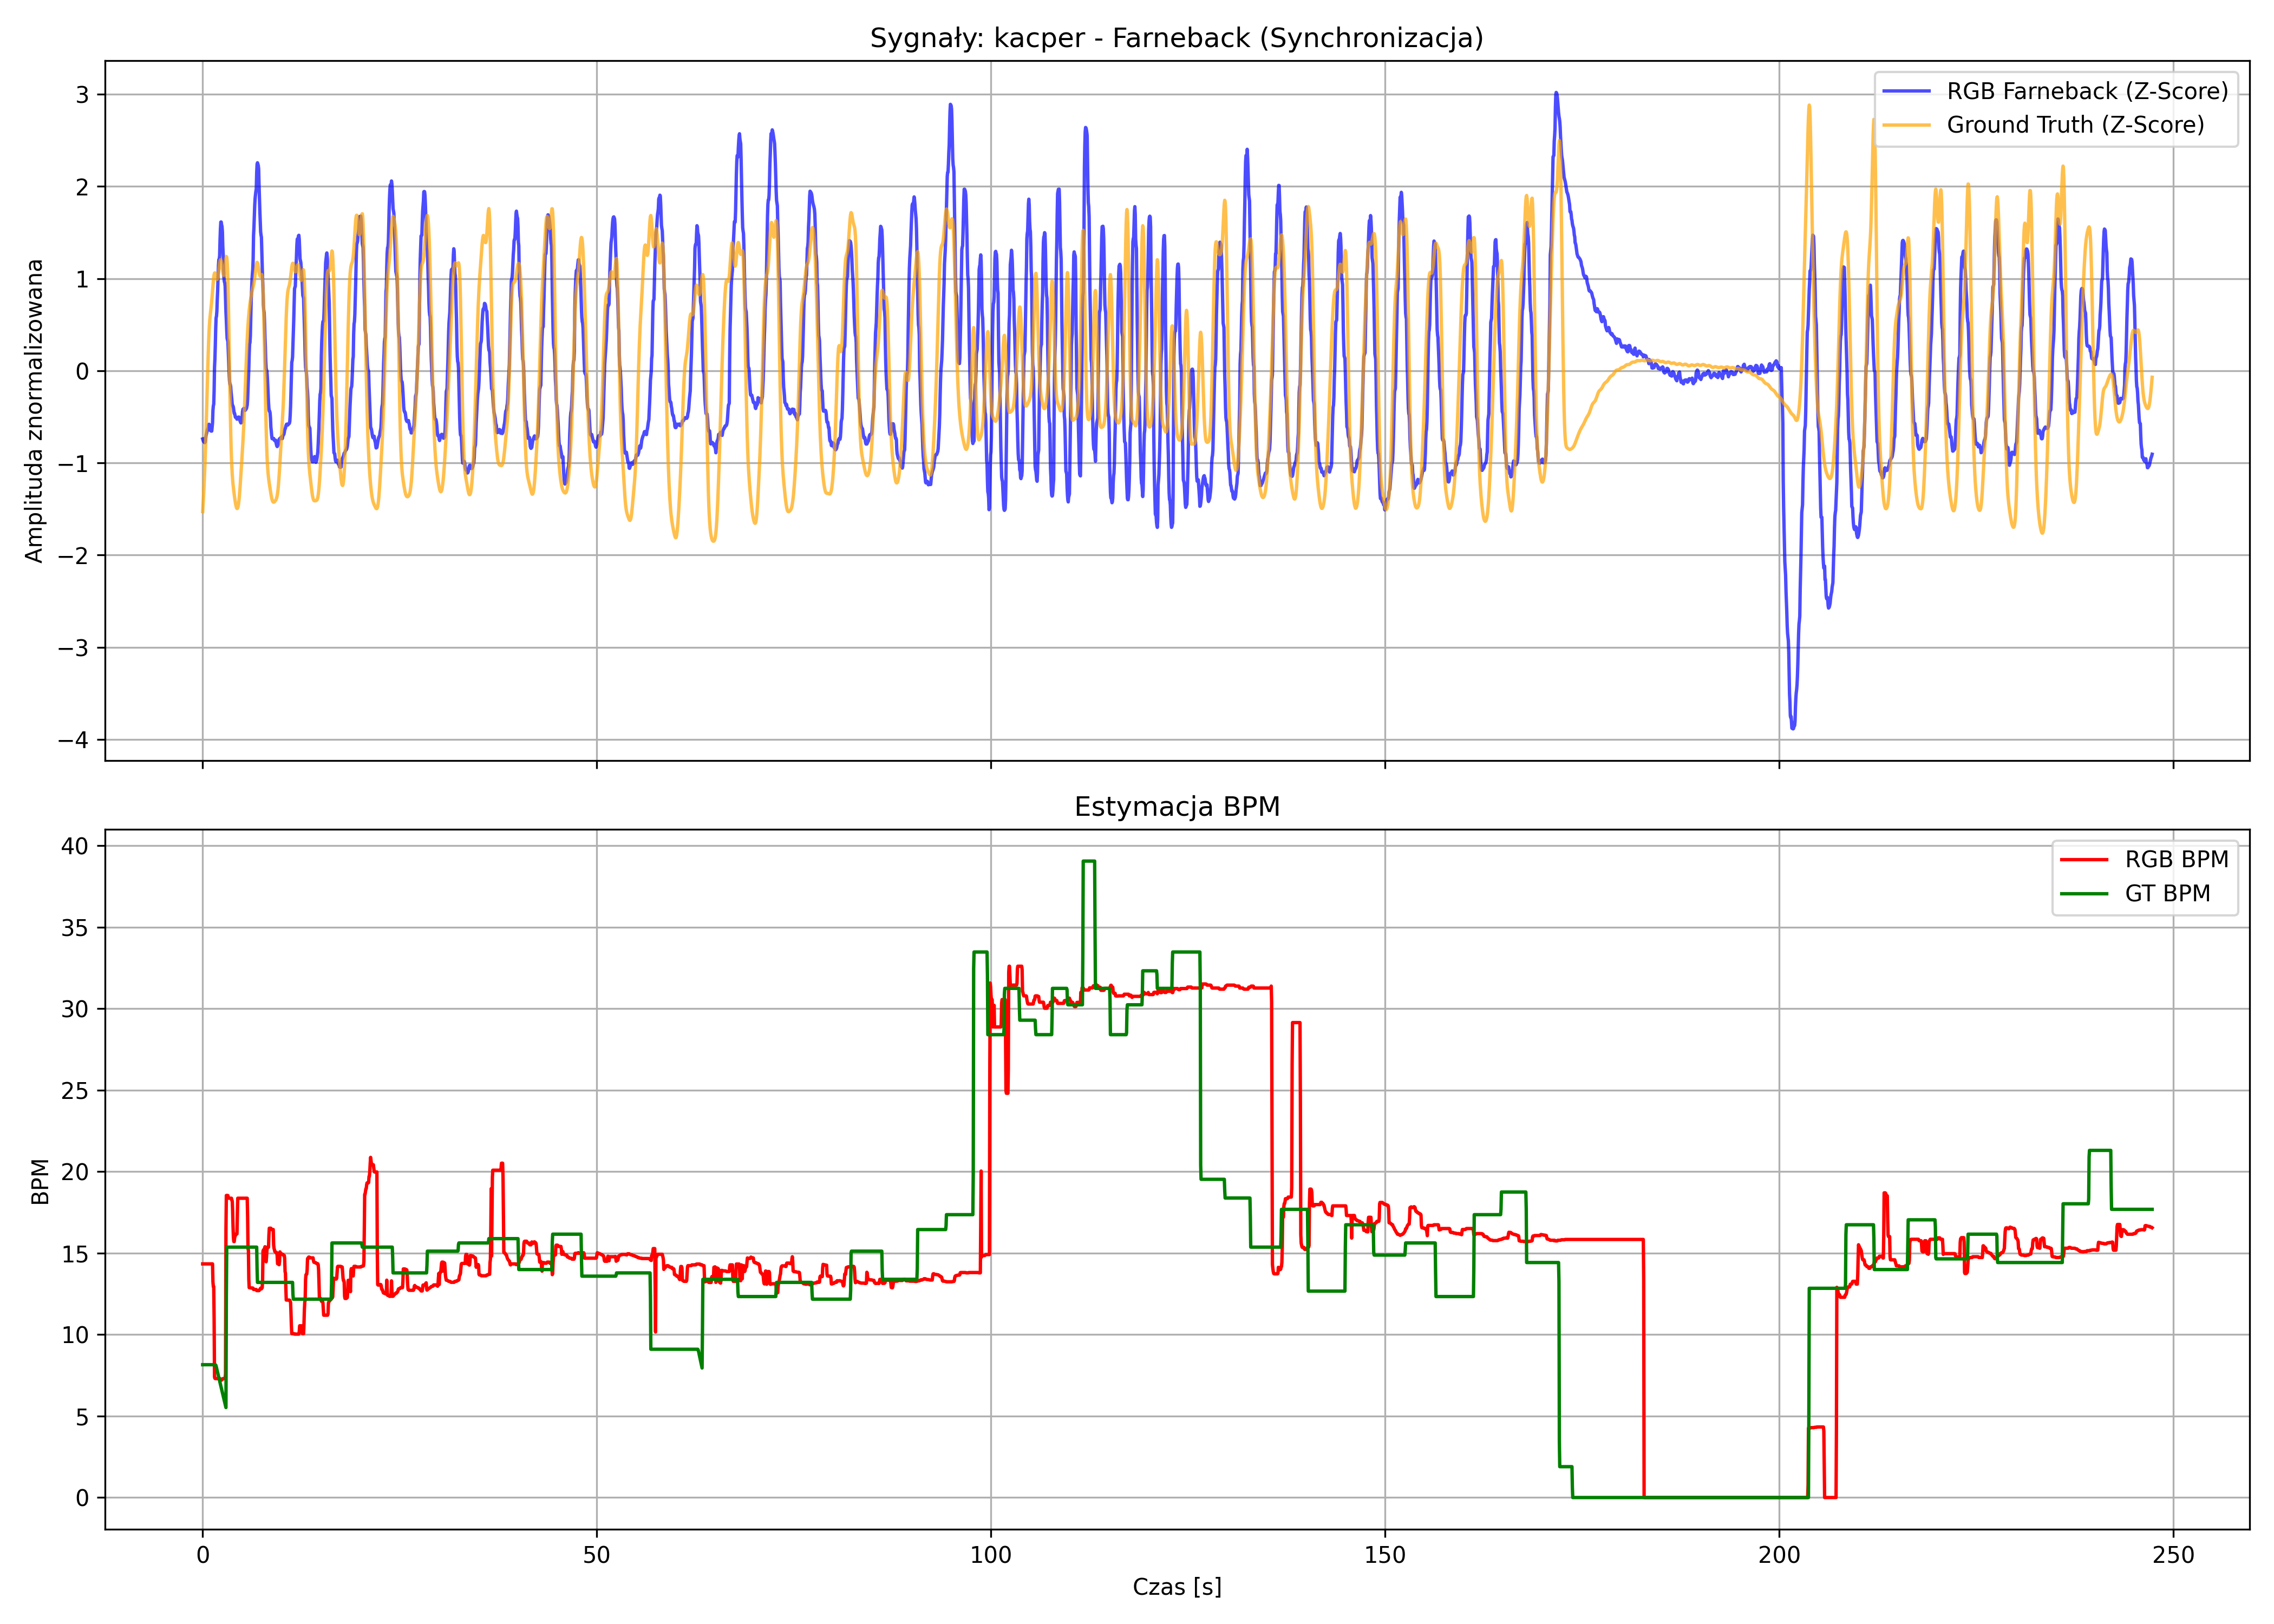 Sygnały: kacper - Farneback (Synchronizacja)
RGB Farneback (Z-Score)
Ground Truth (Z-Score)
Amplituda znormalizowana
3
2
1
0
−1
−2
−3
−4
Estymacja BPM
RGB BPM
GT BPM
BPM
40
35
30
25
20
15
10
5
0
0 50 100 150 200 250
Czas [s]